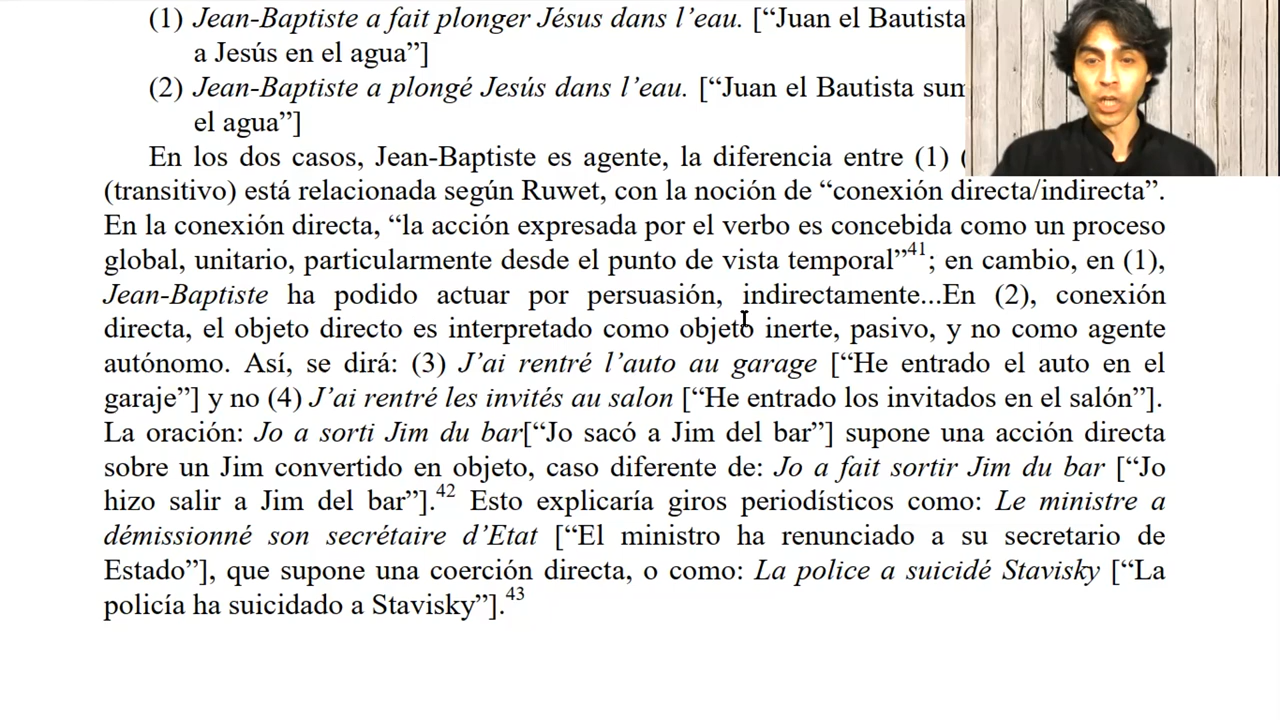 (1) Jean-Baptiste a fait plonger Jésus dans l’eau. [“Juan el Bautista
a Jesús en el agua”]
(2) Jean-Baptiste a plongé Jesús dans l’eau. [“Juan el Bautista sum
el agua”]
En los dos casos, Jean-Baptiste es agente, la diferencia entre (1) (
(transitivo) está relacionada según Ruwet, con la noción de “conexión directa/indirecta”.
En la conexión directa, “la acción expresada por el verbo es concebida como un proceso
global, unitario, particularmente desde el punto de vista temporal”41; en cambio, en (1),
Jean-Baptiste ha podido actuar por persuasión, indirectamente...En (2), conexión
directa, el objeto directo es interpretado como objeto inerte, pasivo, y no como agente
autónomo. Así, se dirá: (3) J’ai rentré l’auto au garage [“He entrado el auto en el
garaje”] y no (4) J’ai rentré les invités au salon [“He entrado los invitados en el salón”].
La oración: Jo a sorti Jim du bar[“Jo sacó a Jim del bar”] supone una acción directa
sobre un Jim convertido en objeto, caso diferente de: Jo a fait sortir Jim du bar [“Jo
hizo salir a Jim del bar”].42 Esto explicaría giros periodísticos como: Le ministre a
démissionné son secrétaire d’Etat [“El ministro ha renunciado a su secretario de
Estado”], que supone una coerción directa, o como: La police a suicidé Stavisky [“La
policía ha suicidado a Stavisky”].43